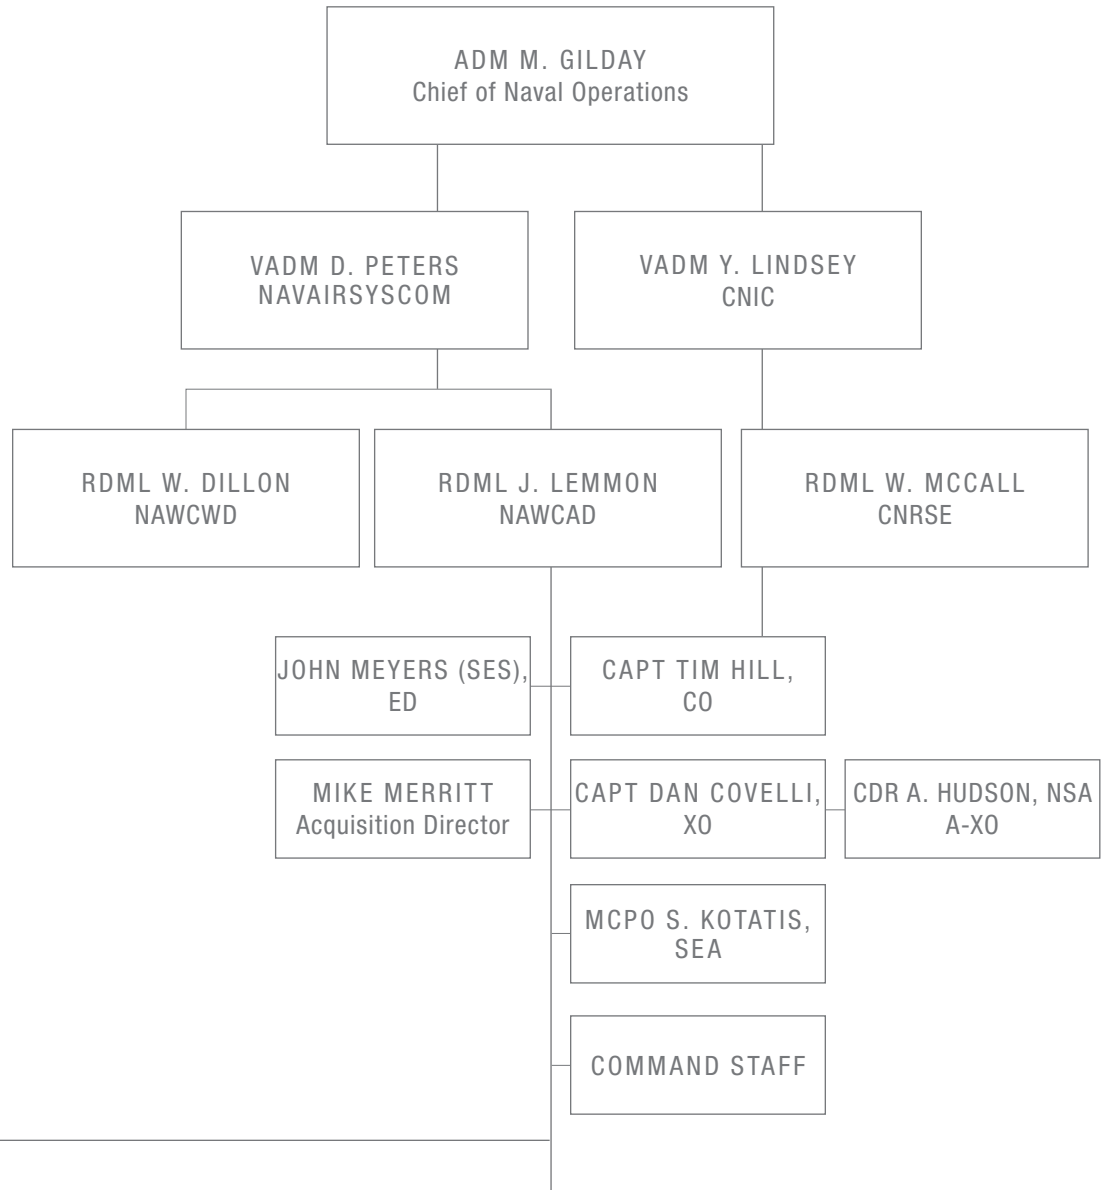 ADM M. GILDAY
Chief of Naval Operations
VADM D. PETERS
NAVAIRSYSCOM
VADM Y. LINDSEY
CNIC
RDML W. DILLON
NAWCWD
RDML J. LEMMON
NAWCAD
RDML W. MCCALL
CNRSE
JOHN MEYERS (SES),
ED
CAPT TIM HILL,
CO
MIKE MERRITT
Acquisition Director
CAPT DAN COVELLI,
XO
CDR A. HUDSON, NSA
A-XO
MCPO S. KOTATIS,
SEA
COMMAND STAFF